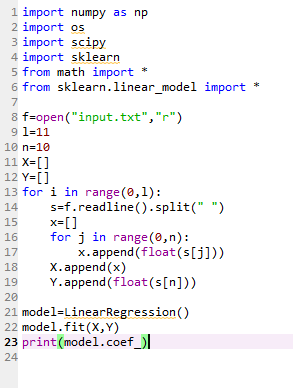 1 import numpy as np
2 import os
3 import scipy
4 import sklearn
5 from math import *
6 from sklearn.linear_model import *
7
8 f=open("input.txt","r")
9 l=11
10 n=10
11 X=[]
12 Y=[]
13 for i in range(0,l):
14     s=f.readline().split(" ")
15     x=[]
16     for j in range(0,n):
17         x.append(float(s[j]))
18     X.append(x)
19     Y.append(float(s[n]))
20
21 model=LinearRegression()
22 model.fit(X,Y)
23 print(model.coef_)
24